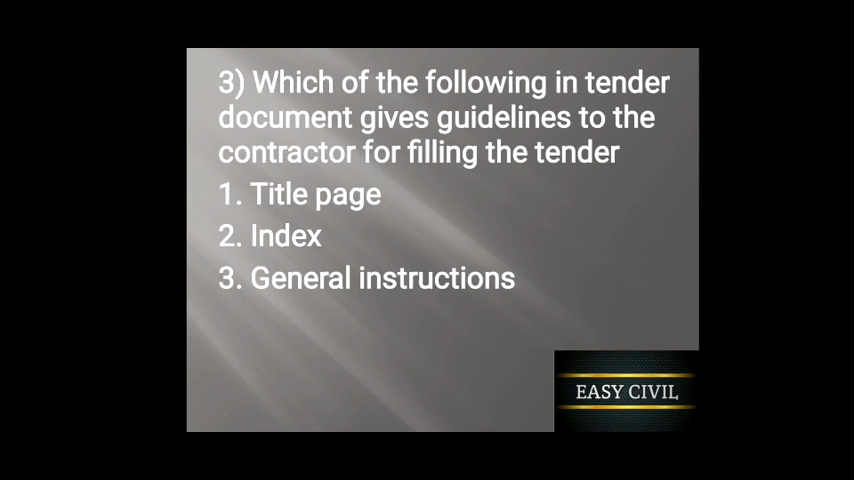 3) Which of the following in tender
document gives guidelines to the
contractor for filling the tender
1. Title page
2. Index
3. General instructions
EASY CIVIL